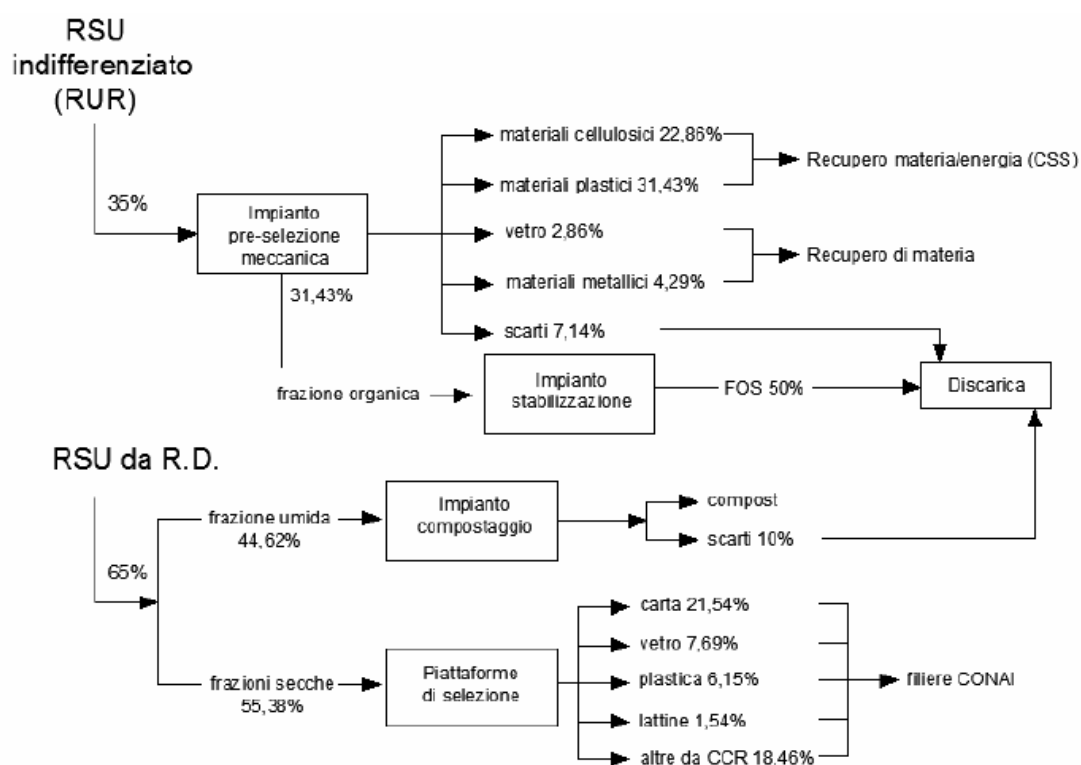 RSU
indifferenziato
(RUR)
35%
Impianto
pre-selezione
meccanica
31,43%
materiali cellulosici 22,86%
materiali plastici 31,43%
vetro 2,86%
materiali metallici 4,29%
scarti 7,14%
Recupero materia/energia (CSS)
Recupero di materia
frazione organica
Impianto
stabilizzazione
FOS 50%
Discarica
RSU da R.D.
65%
frazione umida
44,62%
Impianto
compostaggio
compost
scarti 10%
frazioni secche
55,38%
Piattaforme
di selezione
carta 21,54%
vetro 7,69%
plastica 6,15%
lattine 1,54%
altre da CCR 18,46%
filiere CONAI